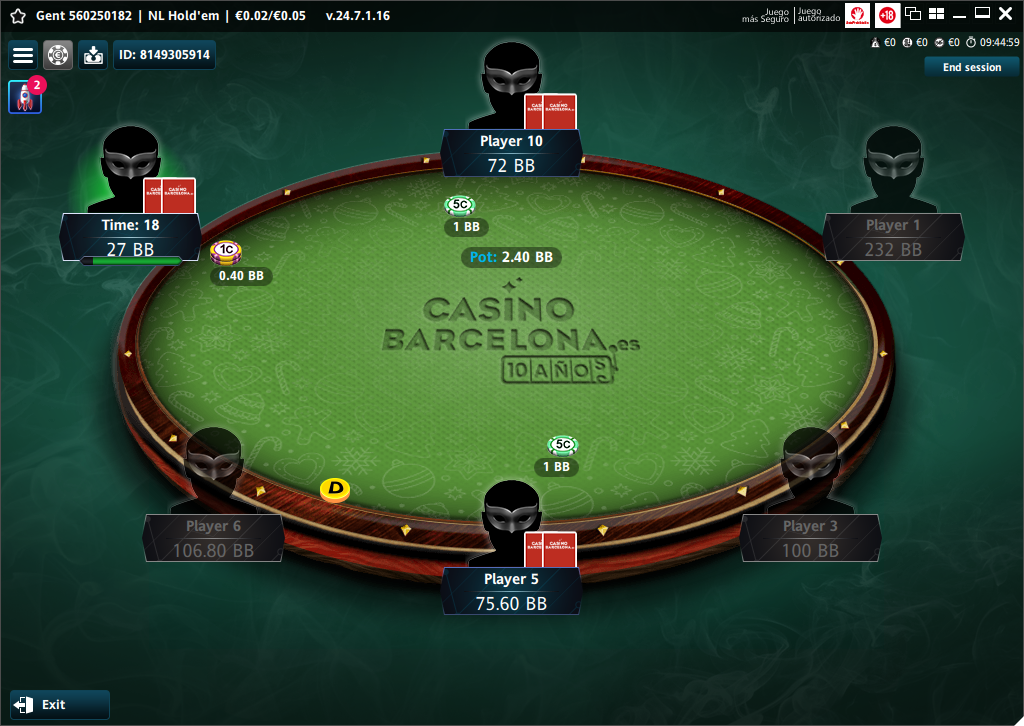 Gent 560250182 | NL Hold'em | €0.02/€0.05 v.24.7.1.16
Juego más Seguro
Juego autorizado
+18
€0 €0 €0 09:44:59
ID: 8149305914
End session
2
Player 10
72 BB
Time: 18
27 BB
Player 1
232 BB
5C
1 BB
1C
0.40 BB
Pot: 2.40 BB
CASINO
BARCELONA.es
10 AÑOS
5C
1 BB
D
Player 6
106.80 BB
Player 3
100 BB
Player 5
75.60 BB
Exit